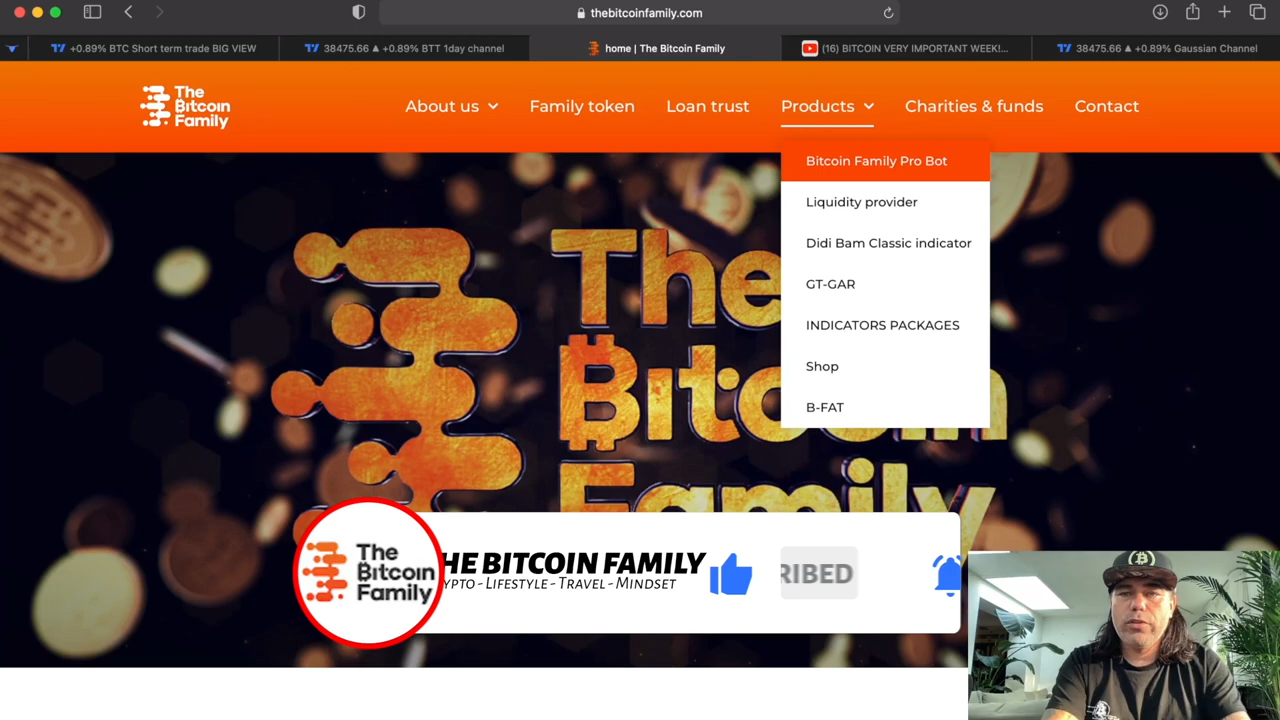 thebitcoinfamily.com
+0.89% BTC Short term trade BIG VIEW
38475.66 ▲ +0.89% BTT 1day channel
home | The Bitcoin Family
(16) BITCOIN VERY IMPORTANT WEEK!...
38475.66 ▲ +0.89% Gaussian Channel
The
Bitcoin
Family
About us
Family token
Loan trust
Products
Charities & funds
Contact
Bitcoin Family Pro Bot
Liquidity provider
Didi Bam Classic indicator
GT-GAR
INDICATORS PACKAGES
Shop
B-FAT
The
Bitcoin
Family
The
Bitcoin
Family
HE BITCOIN FAMILY
YPTO - LIFESTYLE - TRAVEL - MINDSET
RIBED